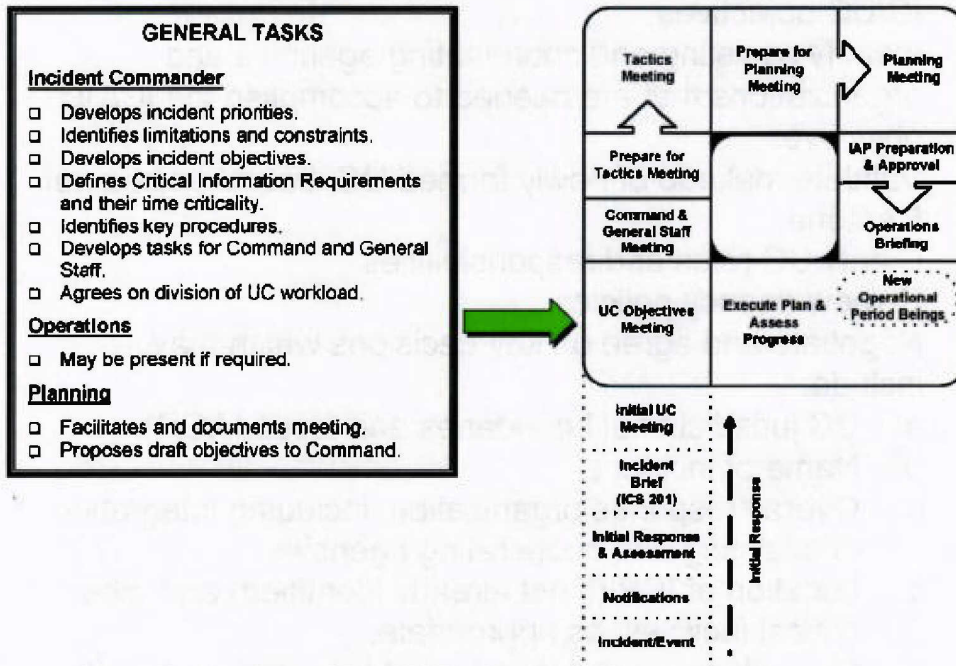 GENERAL TASKS
Incident Commander
□ Develops incident priorities.
□ Identifies limitations and constraints.
□ Develops incident objectives.
□ Defines Critical Information Requirements
and their time criticality.
□ Identifies key procedures.
□ Develops tasks for Command and General
Staff.
□ Agrees on division of UC workload.
Operations
□ May be present if required.
Planning
□ Facilitates and documents meeting.
□ Proposes draft objectives to Command.
Tactics
Meeting
Prepare for
Planning
Meeting
Planning
Meeting
Prepare for
Tactics Meeting
IAP Preparation
& Approval
Command &
General Staff
Meeting
Operations
Briefing
UC Objectives
Meeting
Execute Plan &
Assess
Progress
New
Operational
Period Beings
Initial UC
Meeting
Incident
Brief
(ICS 201)
Initial Response
& Assessment
Notifications
Incident/Event
Initial Response